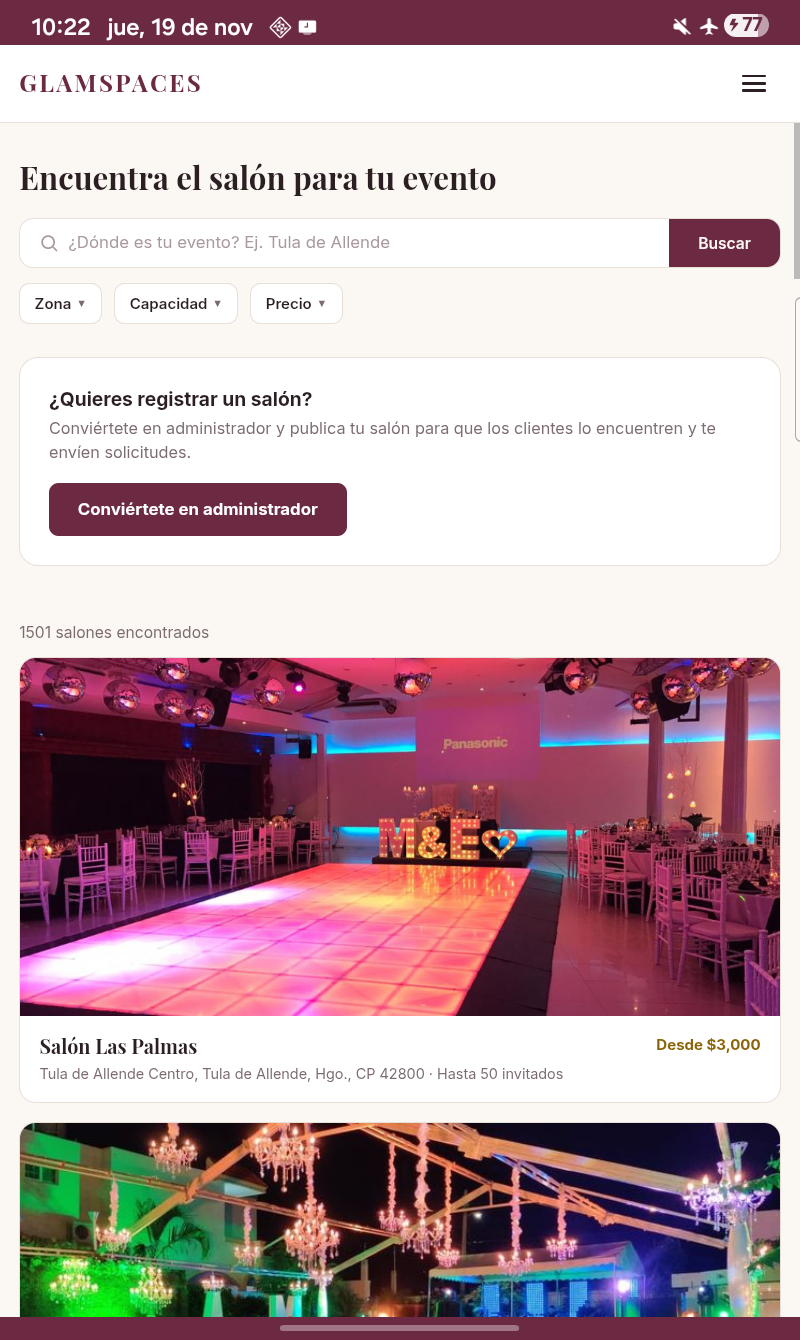 10:22 jue, 19 de nov
77
GLAMSPACES
Encuentra el salón para tu evento
¿Dónde es tu evento? Ej. Tula de Allende
Buscar
Zona ▾ Capacidad ▾ Precio ▾
¿Quieres registrar un salón?
Conviértete en administrador y publica tu salón para que los clientes lo encuentren y te
envíen solicitudes.
Conviértete en administrador
1501 salones encontrados
Panasonic
M&E
Salón Las Palmas
Desde $3,000
Tula de Allende Centro, Tula de Allende, Hgo., CP 42800 · Hasta 50 invitados